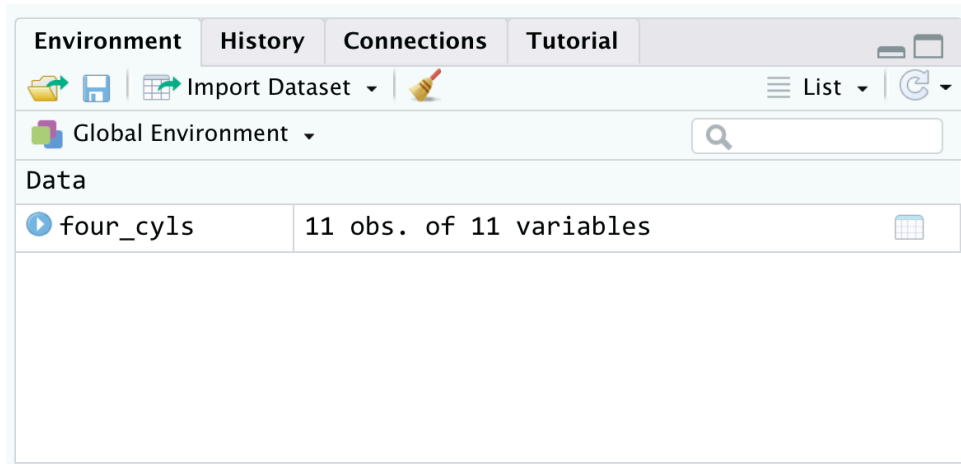 Environment History Connections Tutorial
Import Dataset List
Global Environment
Data
four_cyls 11 obs. of 11 variables